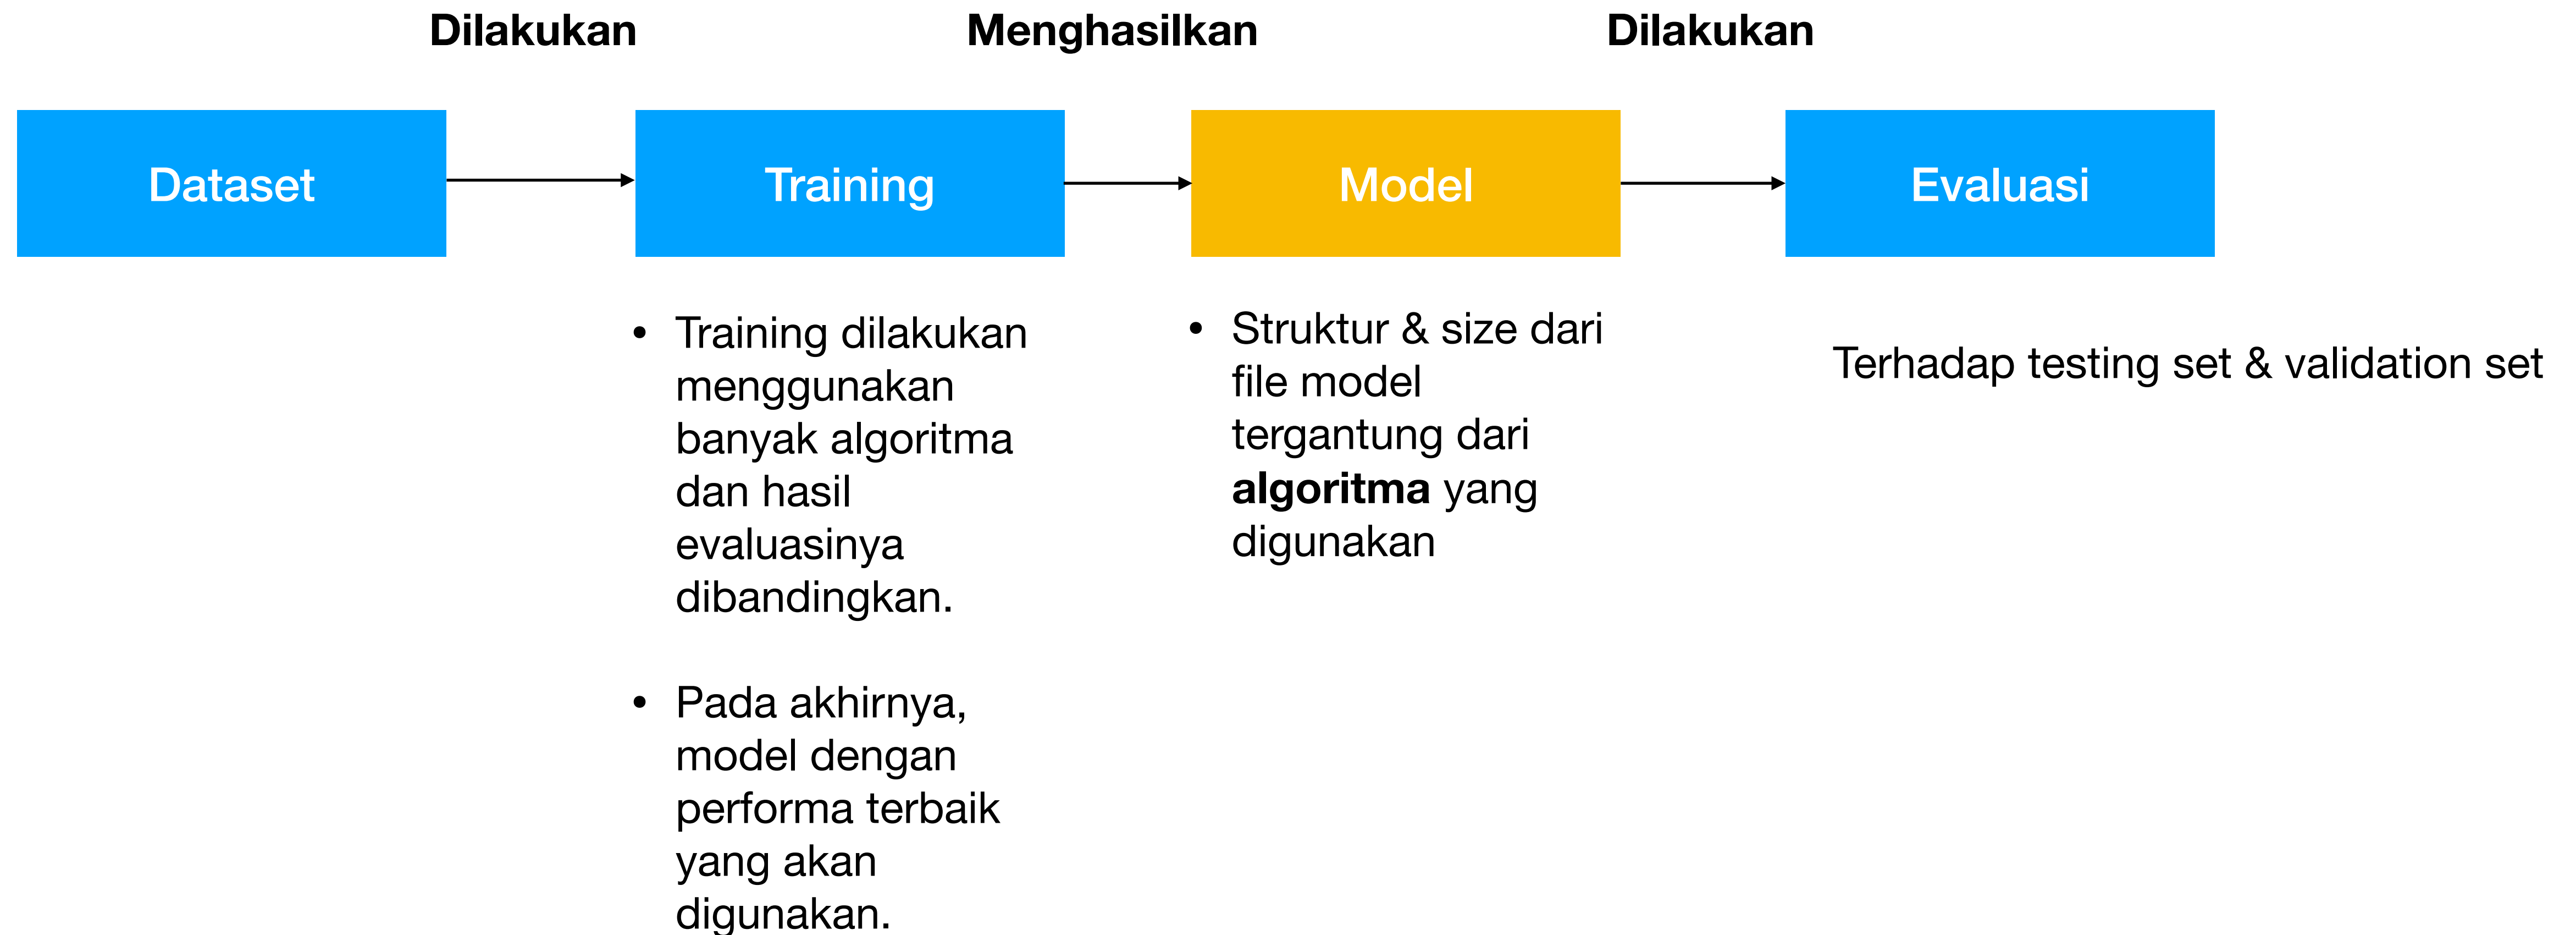 Dilakukan
Menghasilkan
Dilakukan
Dataset
Training
Model
Evaluasi
• Training dilakukan
menggunakan
banyak algoritma
dan hasil
evaluasinya
dibandingkan.
• Pada akhirnya,
model dengan
performa terbaik
yang akan
digunakan.
• Struktur & size dari
file model
tergantung dari
algoritma yang
digunakan
Terhadap testing set & validation set